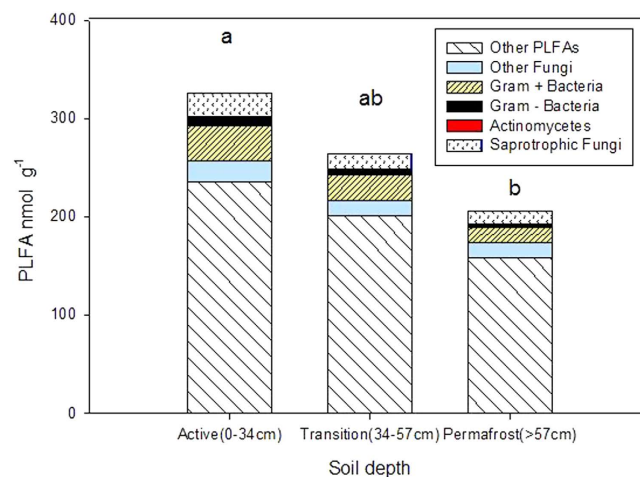 400
300
200
100
0
PLFA nmol g-1
a
ab
b
Other PLFAs
Other Fungi
Gram + Bacteria
Gram - Bacteria
Actinomycetes
Saprotrophic Fungi
Active(0-34cm) Transition(34-57cm) Permafrost(>57cm)
Soil depth